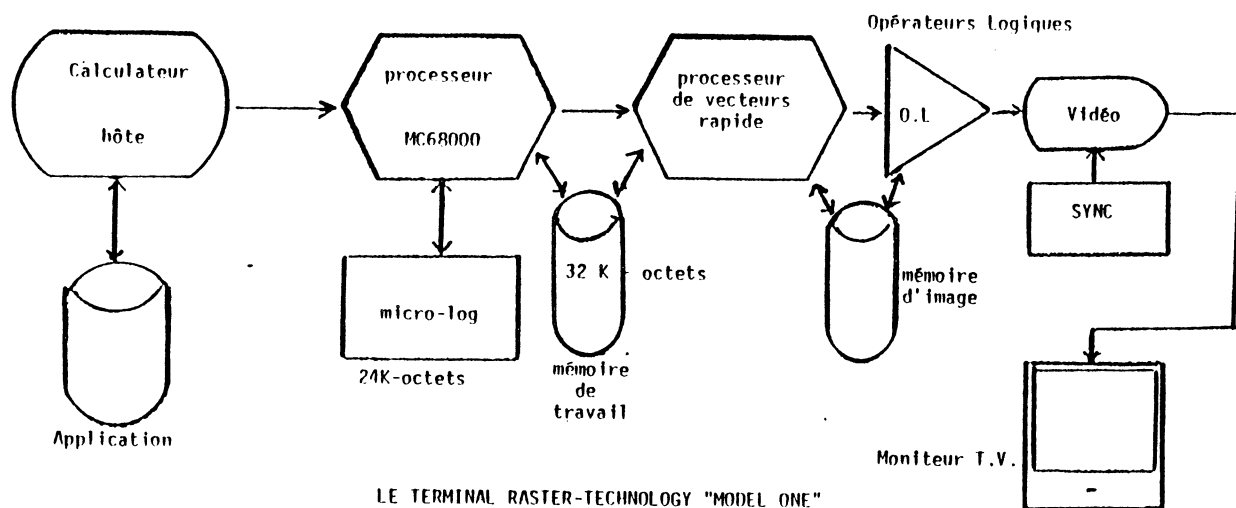 Opérateurs Logiques
Calculateur
hôte
processeur
MC68000
processeur
de vecteurs
rapide
O.L
Vidéo
SYNC
32 K - octets
mémoire
d'image
micro-log
24K-octets
mémoire
de
travail
Application
Moniteur T.V.
LE TERMINAL RASTER-TECHNOLOGY "MODEL ONE"